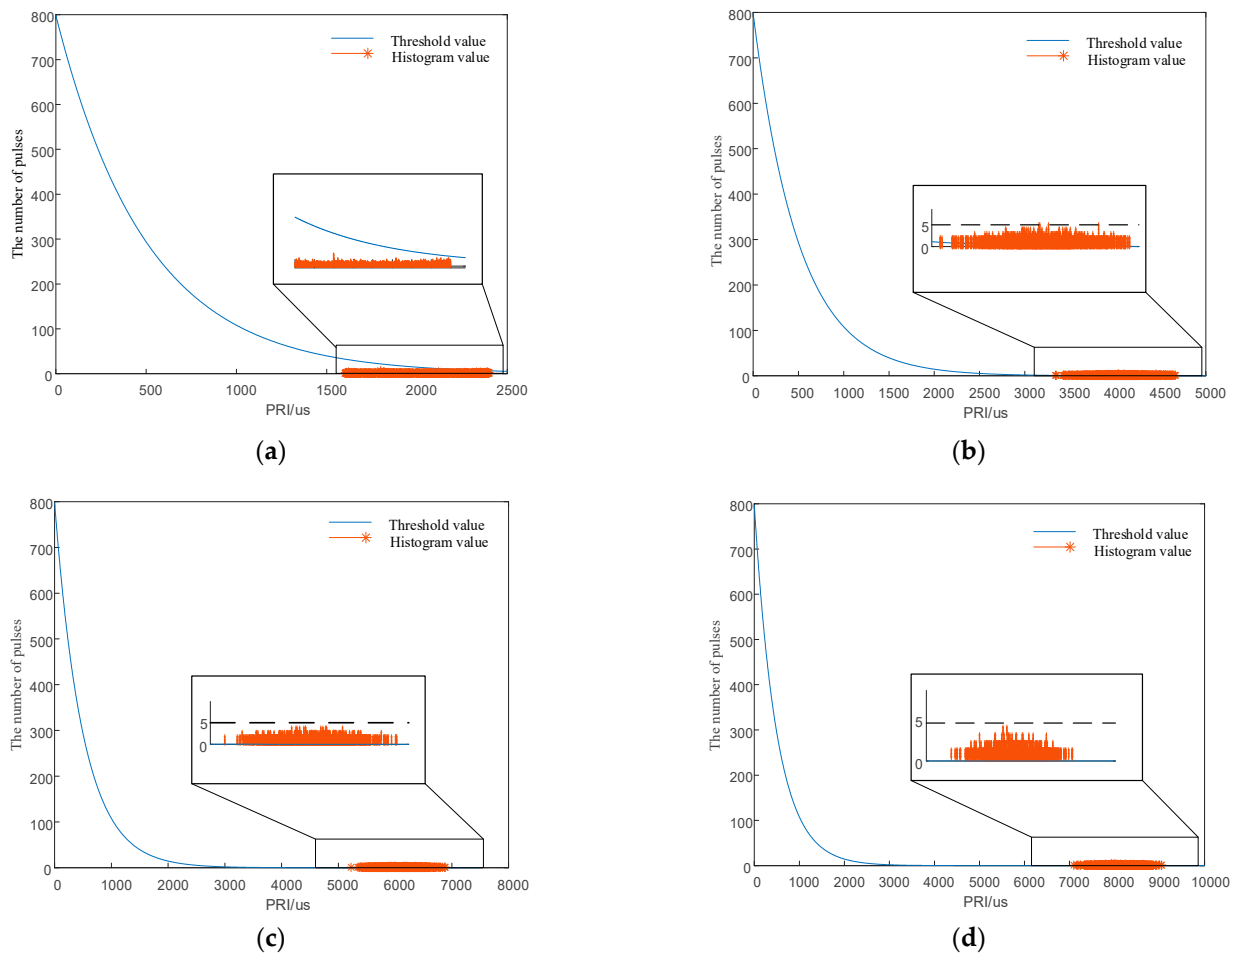 800
700
600
500
400
300
200
100
0
The number of pulses
Threshold value
Histogram value
0 500 1000 1500 2000 2500
PRI/us
(a)
800
700
600
500
400
300
200
100
0
The number of pulses
Threshold value
Histogram value
5
0
0 500 1000 1500 2000 2500 3000 3500 4000 4500 5000
PRI/us
(b)
800
700
600
500
400
300
200
100
0
The number of pulses
Threshold value
Histogram value
5
0
0 1000 2000 3000 4000 5000 6000 7000 8000
PRI/us
(c)
800
700
600
500
400
300
200
100
0
The number of pulses
Threshold value
Histogram value
5
0
0 1000 2000 3000 4000 5000 6000 7000 8000 9000 10000
PRI/us
(d)